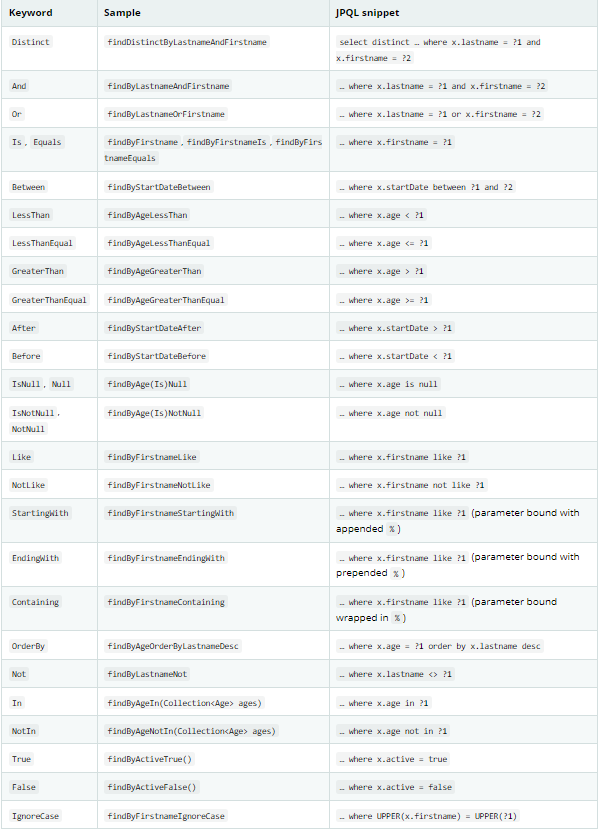 Keyword Sample JPQL snippet
Distinct findDistinctByLastnameAndFirstname select distinct … where x.lastname = ?1 and
x.firstname = ?2
And findByLastnameAndFirstname … where x.lastname = ?1 and x.firstname = ?2
Or findByLastnameOrFirstname … where x.lastname = ?1 or x.firstname = ?2
Is, Equals findByFirstname, findByFirstnameIs, findByFirs … where x.firstname = ?1
tnameEquals
Between findByStartDateBetween … where x.startDate between ?1 and ?2
LessThan findByAgeLessThan … where x.age < ?1
LessThanEqual findByAgeLessThanEqual … where x.age <= ?1
GreaterThan findByAgeGreaterThan … where x.age > ?1
GreaterThanEqual findByAgeGreaterThanEqual … where x.age >= ?1
After findByStartDateAfter … where x.startDate > ?1
Before findByStartDateBefore … where x.startDate < ?1
IsNull, Null findByAge(Is)Null … where x.age is null
IsNotNull, findByAge(Is)NotNull … where x.age not null
NotNull
Like findByFirstnameLike … where x.firstname like ?1
NotLike findByFirstnameNotLike … where x.firstname not like ?1
StartingWith findByFirstnameStartingWith … where x.firstname like ?1 (parameter bound with
appended %)
EndingWith findByFirstnameEndingWith … where x.firstname like ?1 (parameter bound with
prepended %)
Containing findByFirstnameContaining … where x.firstname like ?1 (parameter bound
wrapped in %)
OrderBy findByAgeOrderByLastnameDesc … where x.age = ?1 order by x.lastname desc
Not findByLastnameNot … where x.lastname <> ?1
In findByAgeIn(Collection<Age> ages) … where x.age in ?1
NotIn findByAgeNotIn(Collection<Age> ages) … where x.age not in ?1
True findByActiveTrue() … where x.active = true
False findByActiveFalse() … where x.active = false
IgnoreCase findByFirstnameIgnoreCase … where UPPER(x.firstname) = UPPER(?1)